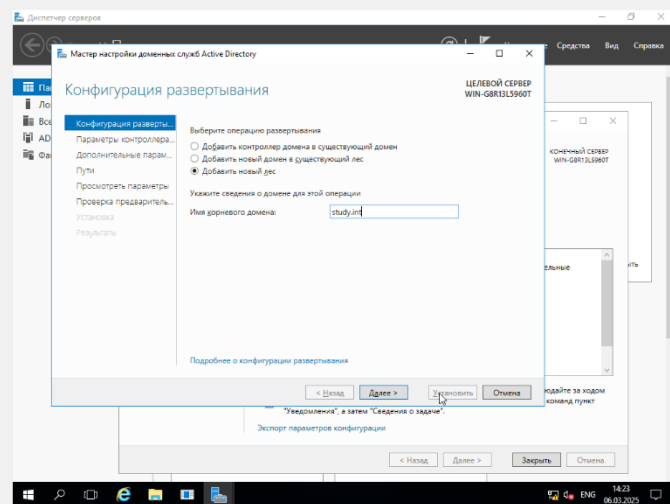 Диспетчер серверов
Средства
Вид
Справка
Мастер настройки доменных служб Active Directory
Конфигурация развертывания
ЦЕЛЕВОЙ СЕРВЕР
WIN-G8R13L5960T
Конфигурация разверты...
Параметры контроллера...
Дополнительные парам...
Пути
Просмотреть параметры
Проверка предваритель...
Установка
Результаты
Выберите операцию развертывания
Добавить контроллер домена в существующий домен
Добавить новый домен в существующий лес
Добавить новый лес
Укажите сведения о домене для этой операции
Имя корневого домена:
study.int
Подробнее о конфигурации развертывания
< Назад
Далее >
Установить
Отмена
КОНЕЧНЫЙ СЕРВЕР
WIN-G8R13L5960T
"Уведомления", а затем "Сведения о задаче".
команд пункт
Экспорт параметров конфигурации
< Назад
Далее >
Закрыть
Отмена
ENG
14:23
06.03.2025